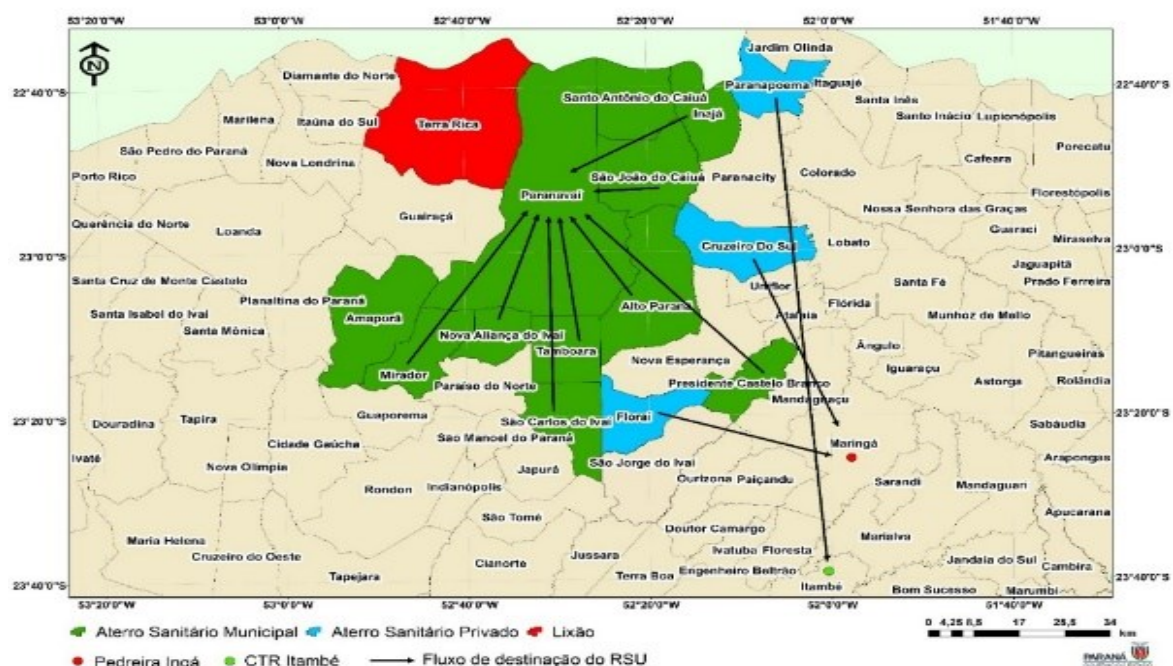 53°20'0"W 53°0'0"W 52°40'0"W 52°20'0"W 52°0'0"W 51°40'0"W
N
Jardim Olinda
Diamante do Norte
22°40'0"S
Paranapoema Itaguajé
22°40'0"S
Santo Antônio do Caiuá
Santa Inês
Marilena Itaúna do Sul
Terra Rica
Inajá
Santo Inácio Lupionópolis
São Pedro do Paraná
Nova Londrina
Porecatu
Cafeara
Porto Rico
São João do Caiuá
Paranacity
Colorado
Paranavaí
Florestópolis
Guairaçá
Nossa Senhora das Graças
Querência do Norte
Loanda
Guaraci
Miraselva
23°0'0"S
Cruzeiro Do Sul
Lobato
23°0'0"S
Jaguapitã
Santa Cruz de Monte Castelo
Uniflor
Santa Fé
Prado Ferreira
Planaltina do Paraná
Alto Paraná
Flórida
Santa Isabel do Ivaí
Amaporã
Atalaia
Munhoz de Mello
Santa Mônica
Nova Aliança do Ivaí
Tamboara
Ângulo
Pitangueiras
Nova Esperança
Iguaraçu
Mirador
Paraíso do Norte
Presidente Castelo Branco
Astorga
Rolândia
Mandaguaçu
23°20'0"S
Douradina
Tapira
Guaporema
São Carlos do Ivaí
Floraí
23°20'0"S
Sabáudia
Cidade Gaúcha
São Manoel do Paraná
Maringá
Ivaté
Nova Olímpia
Japurá
São Jorge do Ivaí
Arapongas
Rondon
Indianópolis
Ourizona Paiçandu
Sarandi
Mandaguari
São Tomé
Apucarana
Maria Helena
Doutor Camargo
Marialva
Cruzeiro do Oeste
Jussara
Ivatuba Floresta
Jandaia do Sul
Cianorte
Engenheiro Beltrão
Cambira
23°40'0"S
Tapejara
Terra Boa
Itambé
Bom Sucesso
Marumbi
23°40'0"S
53°20'0"W 53°0'0"W 52°40'0"W 52°20'0"W 52°0'0"W 51°40'0"W
Aterro Sanitário Municipal Aterro Sanitário Privado Lixão
0 4,25 8,5 17 25,5 34
km
Pedreira Ingá CTR Itambé Fluxo de destinação do RSU
PARANÁ